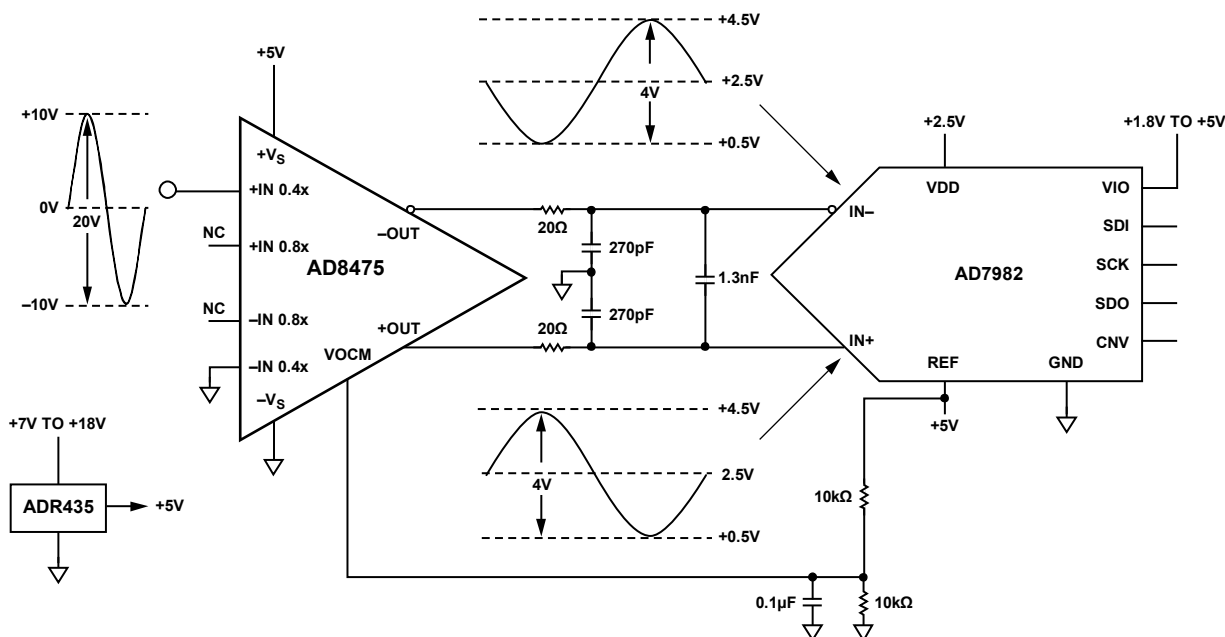 +4.5V
+5V
+2.5V
4V
+10V
+2.5V
+1.8V TO +5V
+0.5V
+VS
VDD
VIO
+IN 0.4x
0V
20V
IN–
–OUT
20Ω
SDI
NC
+IN 0.8x
270pF
AD8475
1.3nF
AD7982
SCK
–10V
NC
–IN 0.8x
270pF
SDO
+OUT
20Ω
IN+
CNV
VOCM
–IN 0.4x
REF
GND
–VS
+4.5V
+5V
+7V TO +18V
2.5V
4V
10kΩ
ADR435
+5V
+0.5V
0.1µF
10kΩ